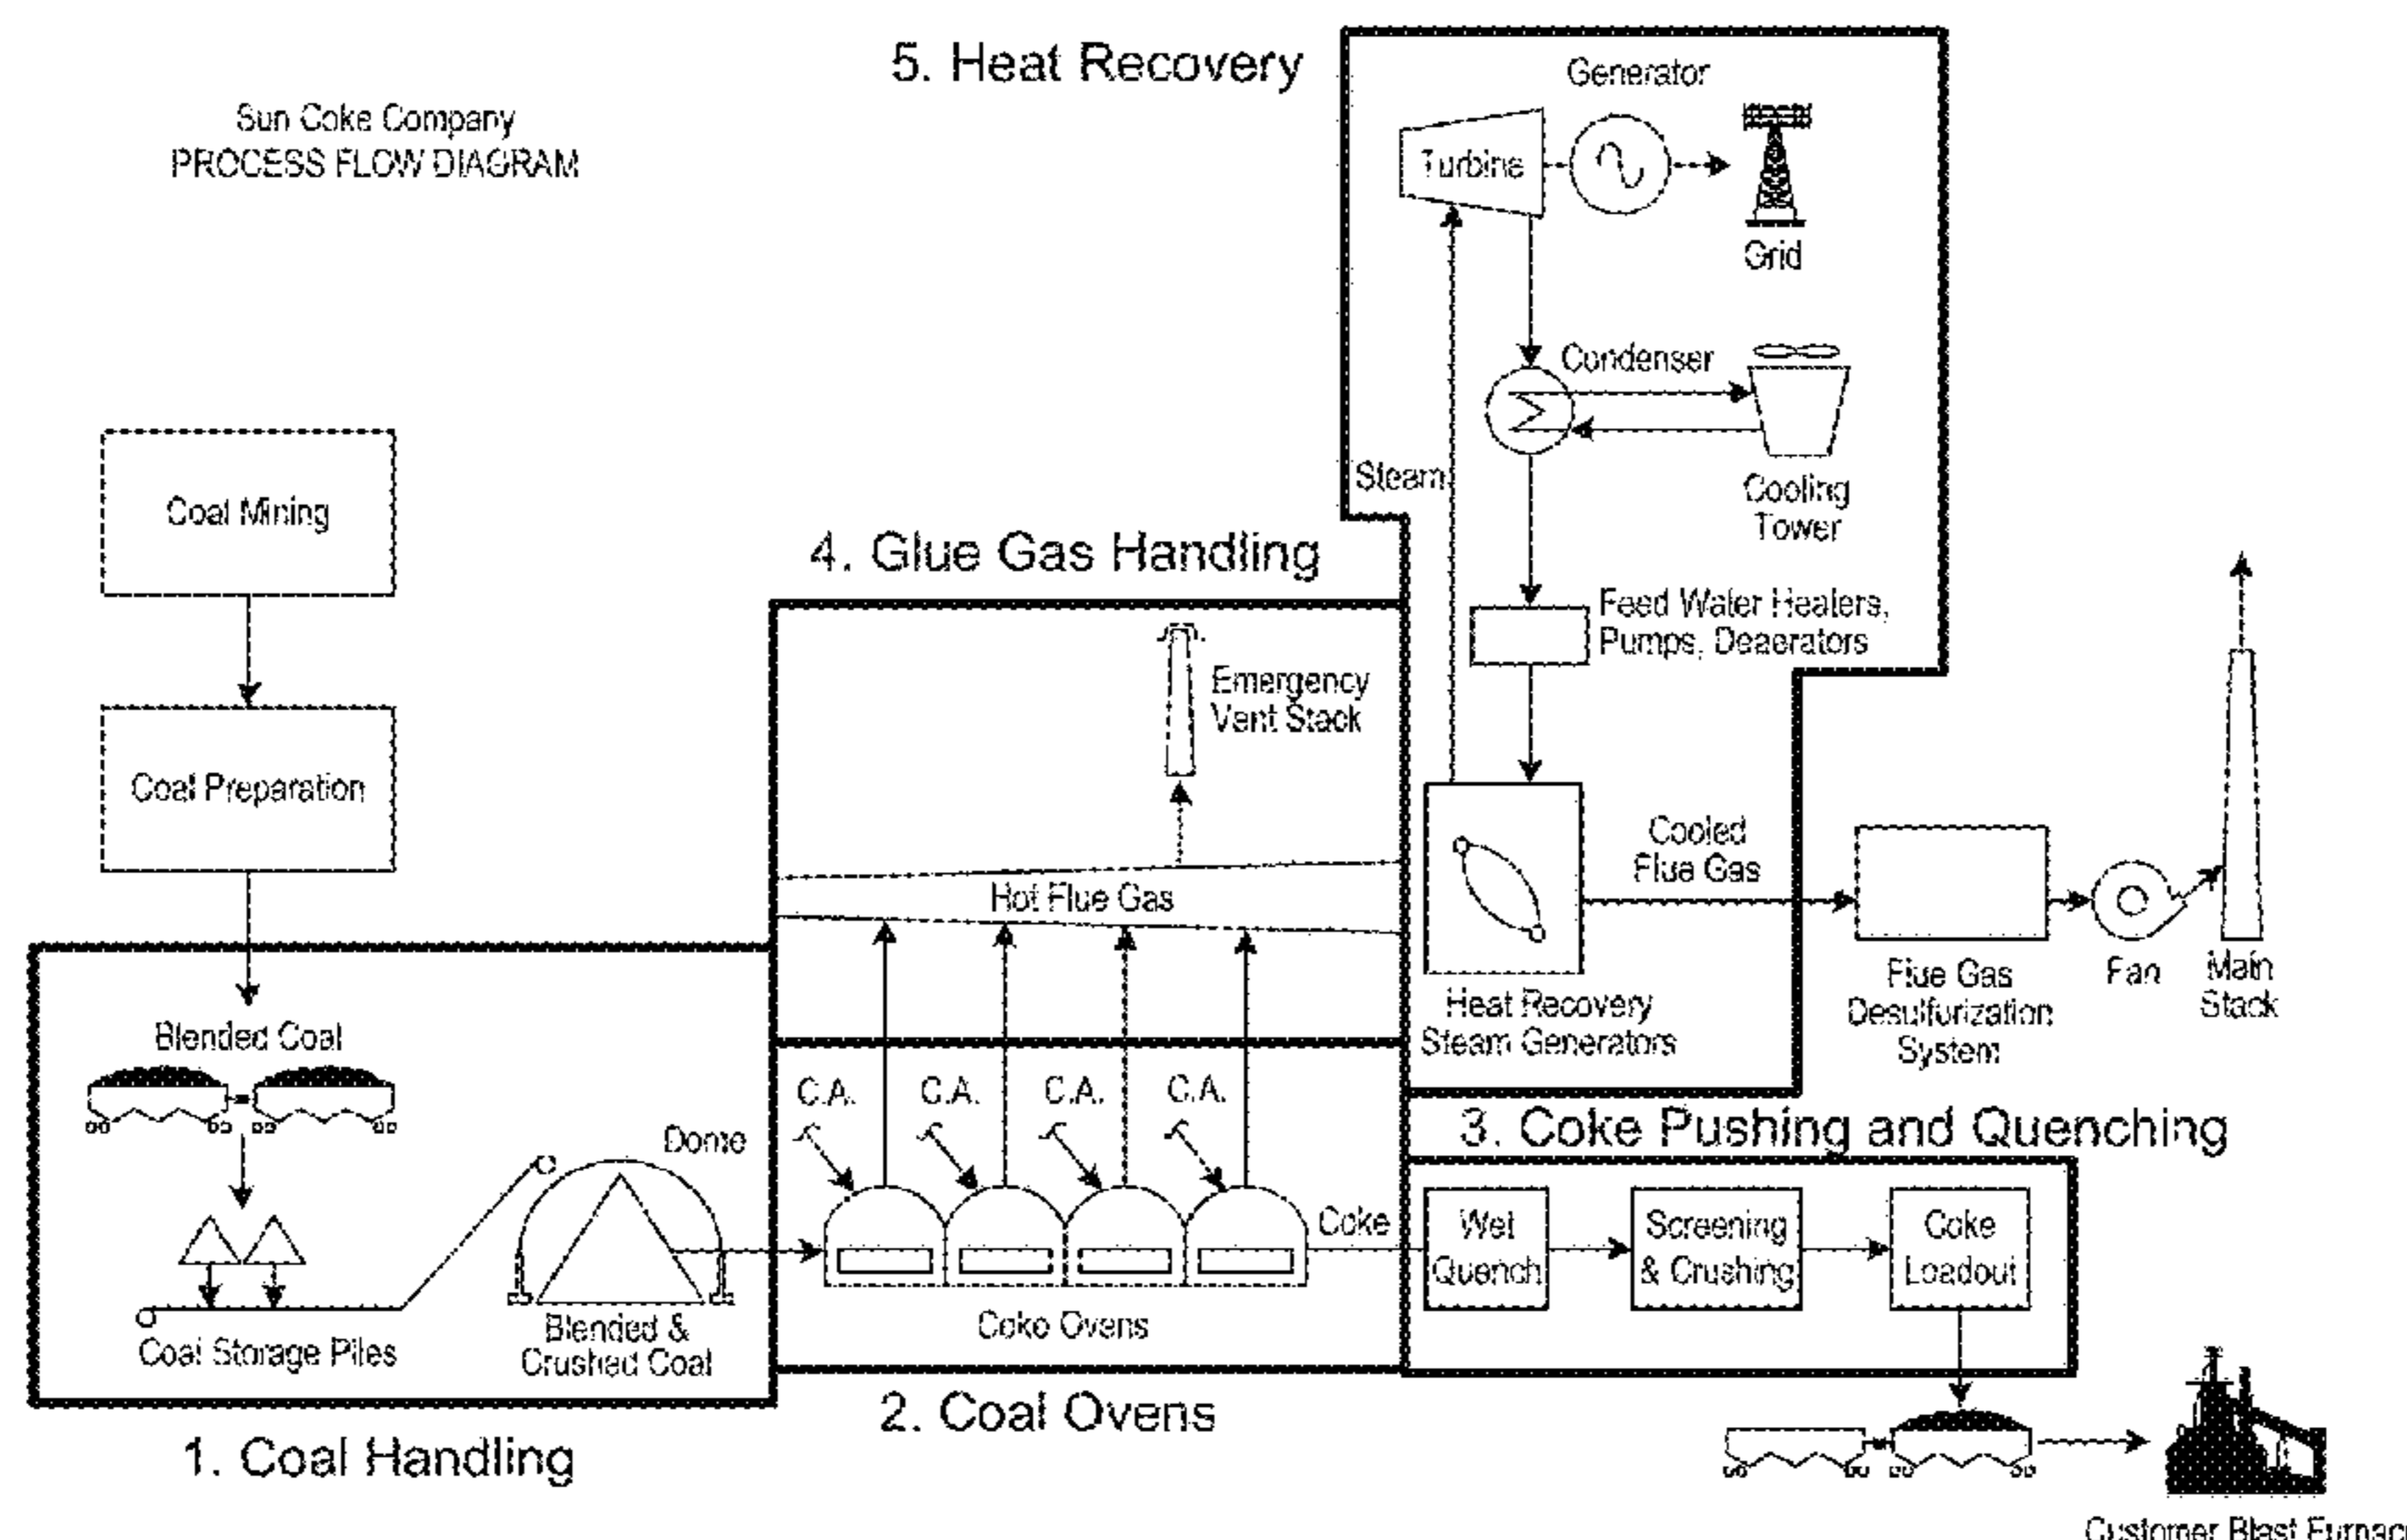 Sun Coke Company
PROCESS FLOW DIAGRAM
5. Heat Recovery
Generator
Turbine
Grid
Condenser
Steam
Cooling
Tower
Feed Water Heaters,
Pumps, Deaerators
Coal Mining
Coal Preparation
4. Glue Gas Handling
Emergency
Vent Stack
Hot Flue Gas
Cooled
Flue Gas
Heat Recovery
Steam Generators
Flue Gas
Desulfurization
System
Fan
Main
Stack
Blended Coal
Dome
Coal Storage Piles
Blended &
Crushed Coal
1. Coal Handling
C.A.
C.A.
C.A.
C.A.
Coke
Coke Ovens
2. Coal Ovens
3. Coke Pushing and Quenching
Wet
Quench
Screening
& Crushing
Coke
Loadout
Customer Blast Furnac